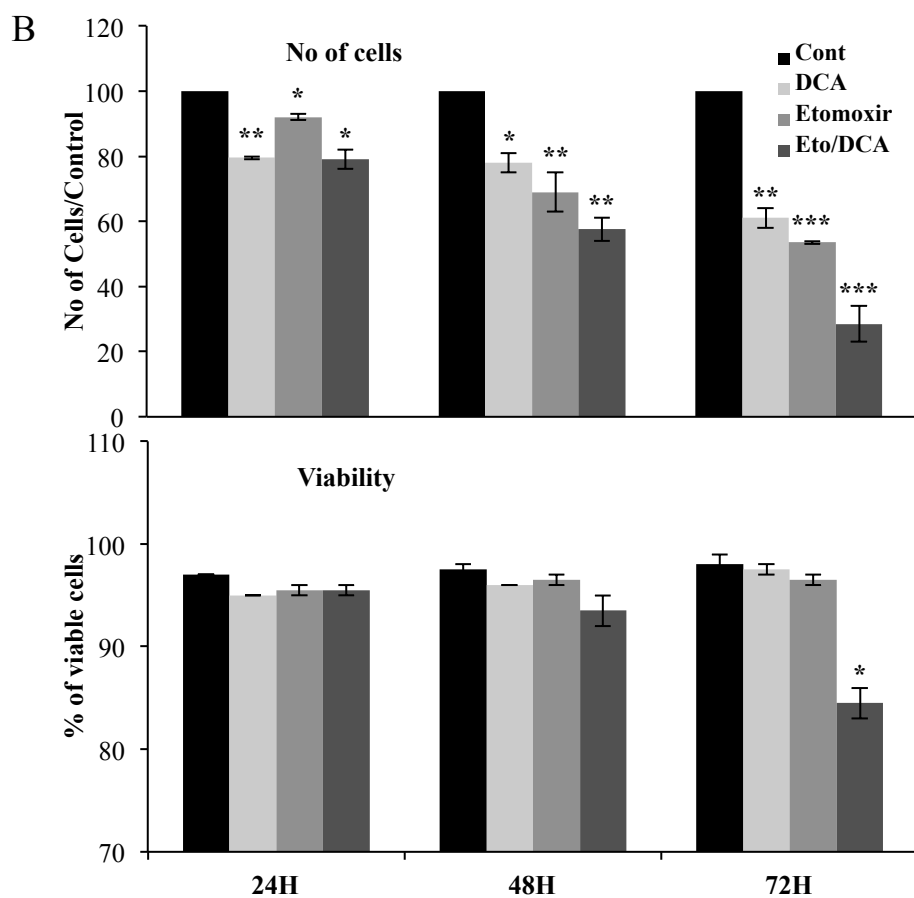 B
No of cells
Cont
DCA
Etomoxir
Eto/DCA
No of Cells/Control
120
100
80
60
40
20
0
**
*
*
*
**
**
**
***
***
Viability
% of viable cells
110
100
90
80
70
*
24H
48H
72H